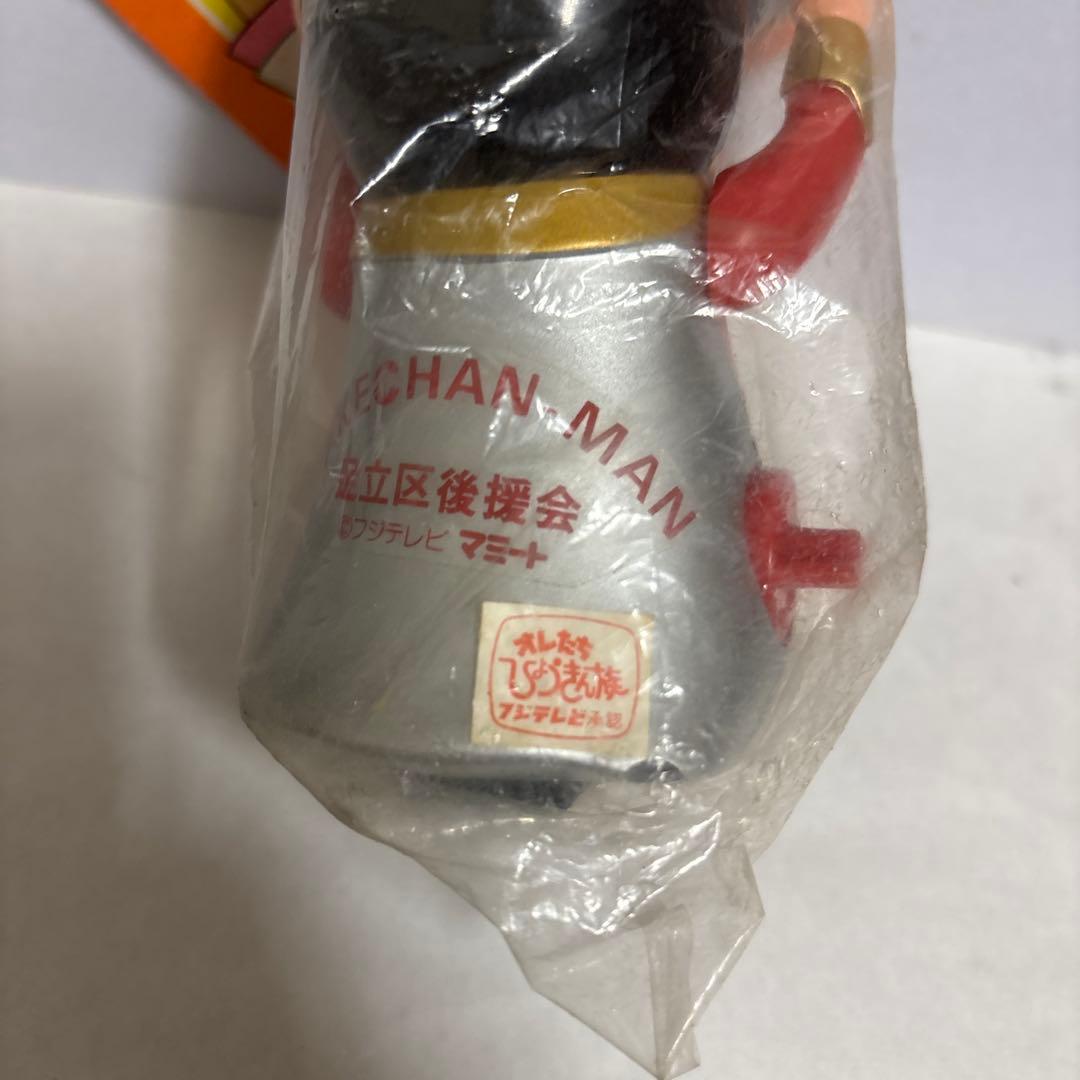 KECHAN-MAN
足立区後援会
©フジテレビ マミート
オレたち
ひょうきん族
フジテレビ承認